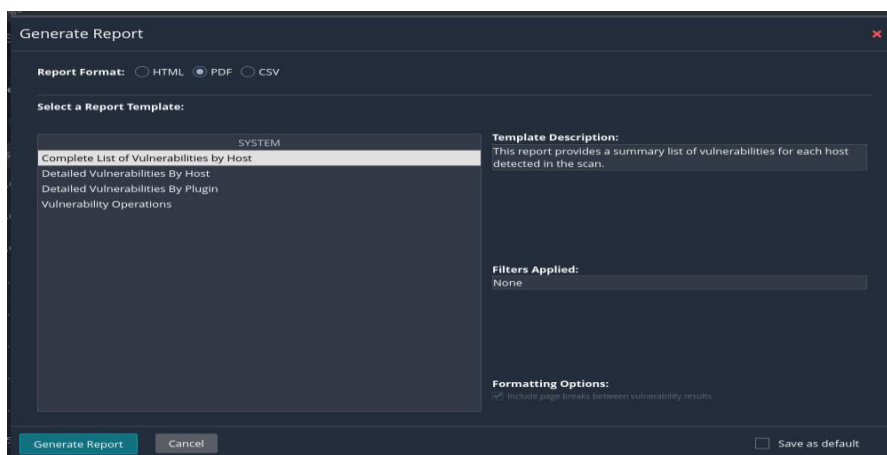 Generate Report
Report Format: HTML PDF CSV
Select a Report Template:
SYSTEM
Complete List of Vulnerabilities by Host
Detailed Vulnerabilities By Host
Detailed Vulnerabilities By Plugin
Vulnerability Operations
Template Description:
This report provides a summary list of vulnerabilities for each host
detected in the scan.
Filters Applied:
None
Formatting Options:
Include page breaks between vulnerability results
Generate Report
Cancel
Save as default